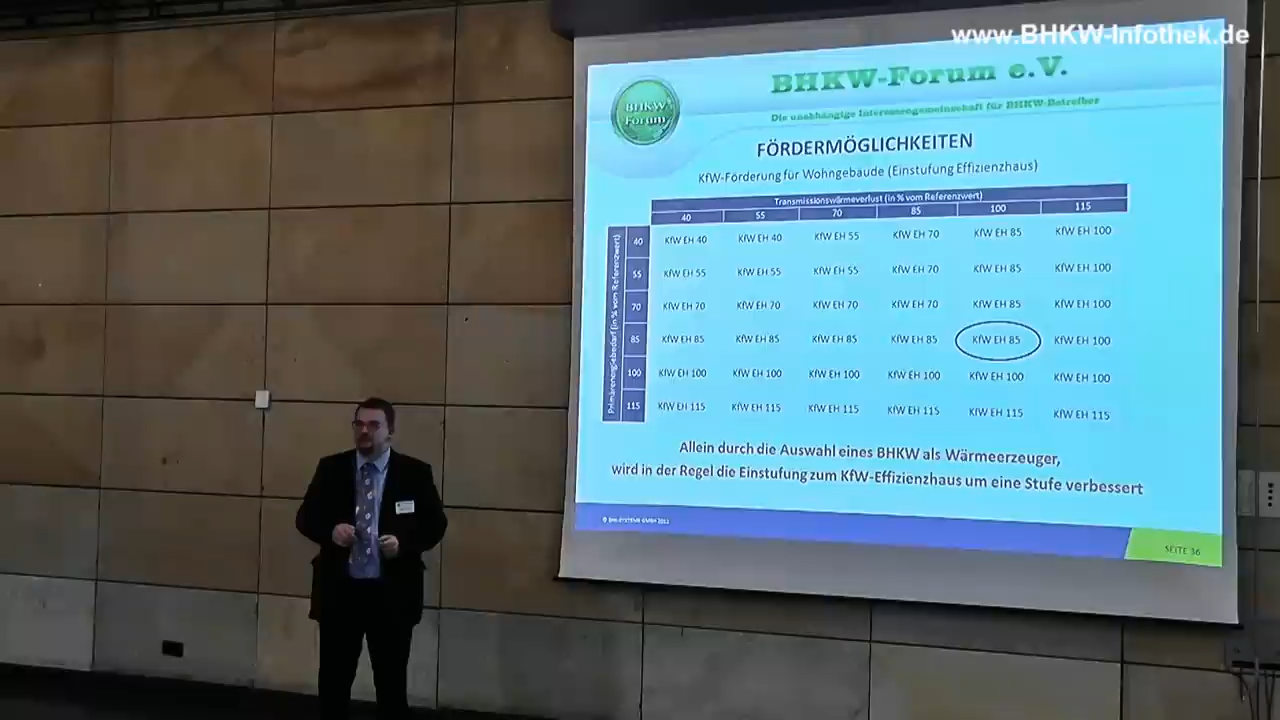 www.BHKW-Infothek.de
BHKW-Forum e.V.
Die unabhängige Interessengemeinschaft für BHKW-Betreiber
BHKW
Forum
FÖRDERMÖGLICHKEITEN
KfW-Förderung für Wohngebäude (Einstufung Effizienzhaus)
Transmissionswärmeverlust (in % vom Referenzwert)
40 55 70 85 100 115
Primärenergiebedarf (in % vom Referenzwert)
40 KfW EH 40 KfW EH 40 KfW EH 55 KfW EH 70 KfW EH 85 KfW EH 100
55 KfW EH 55 KfW EH 55 KfW EH 55 KfW EH 70 KfW EH 85 KfW EH 100
70 KfW EH 70 KfW EH 70 KfW EH 70 KfW EH 70 KfW EH 85 KfW EH 100
85 KfW EH 85 KfW EH 85 KfW EH 85 KfW EH 85 KfW EH 85 KfW EH 100
100 KfW EH 100 KfW EH 100 KfW EH 100 KfW EH 100 KfW EH 100 KfW EH 100
115 KfW EH 115 KfW EH 115 KfW EH 115 KfW EH 115 KfW EH 115 KfW EH 115
Allein durch die Auswahl eines BHKW als Wärmeerzeuger,
wird in der Regel die Einstufung zum KfW-Effizienzhaus um eine Stufe verbessert
SEITE 36